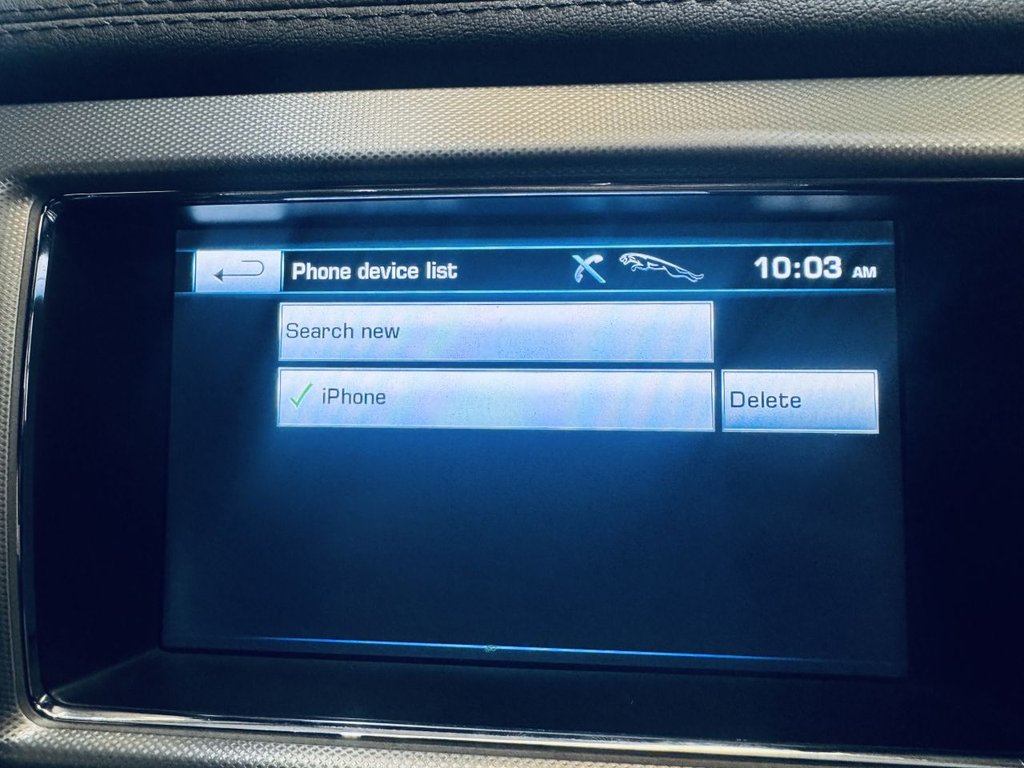 Phone device list
10:03 AM
Search new
iPhone
Delete